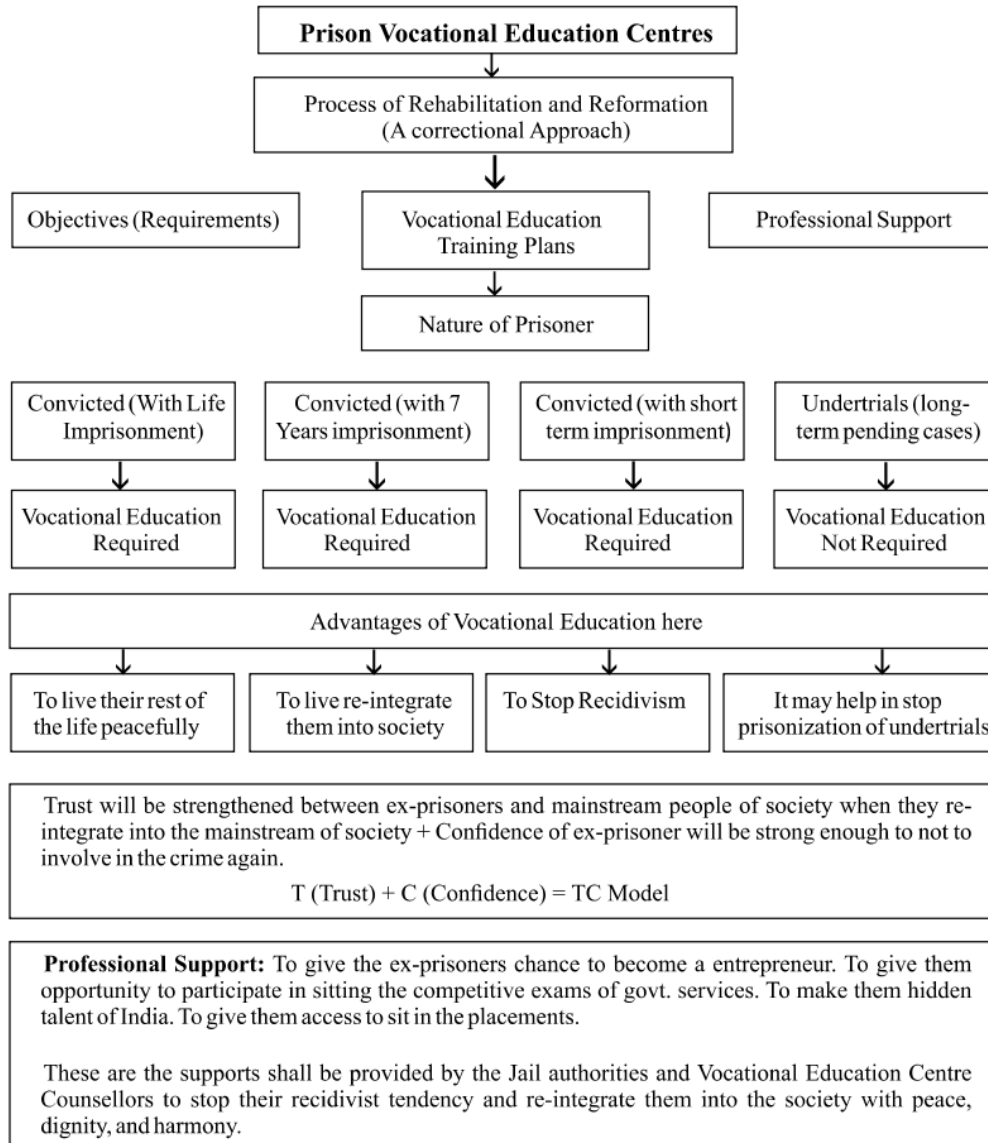 Prison Vocational Education Centres
Process of Rehabilitation and Reformation
(A correctional Approach)
Objectives (Requirements)
Vocational Education
Training Plans
Professional Support
Nature of Prisoner
Convicted (With Life
Imprisonment)
Convicted (with 7
Years imprisonment)
Convicted (with short
term imprisonment)
Undertrials (long-
term pending cases)
Vocational Education
Required
Vocational Education
Required
Vocational Education
Required
Vocational Education
Not Required
Advantages of Vocational Education here
To live their rest of
the life peacefully
To live re-integrate
them into society
To Stop Recidivism
It may help in stop
prisonization of undertrials
Trust will be strengthened between ex-prisoners and mainstream people of society when they re-
integrate into the mainstream of society + Confidence of ex-prisoner will be strong enough to not to
involve in the crime again.
T (Trust) + C (Confidence) = TC Model
Professional Support: To give the ex-prisoners chance to become a entrepreneur. To give them
opportunity to participate in sitting the competitive exams of govt. services. To make them hidden
talent of India. To give them access to sit in the placements.
These are the supports shall be provided by the Jail authorities and Vocational Education Centre
Counsellors to stop their recidivist tendency and re-integrate them into the society with peace,
dignity, and harmony.